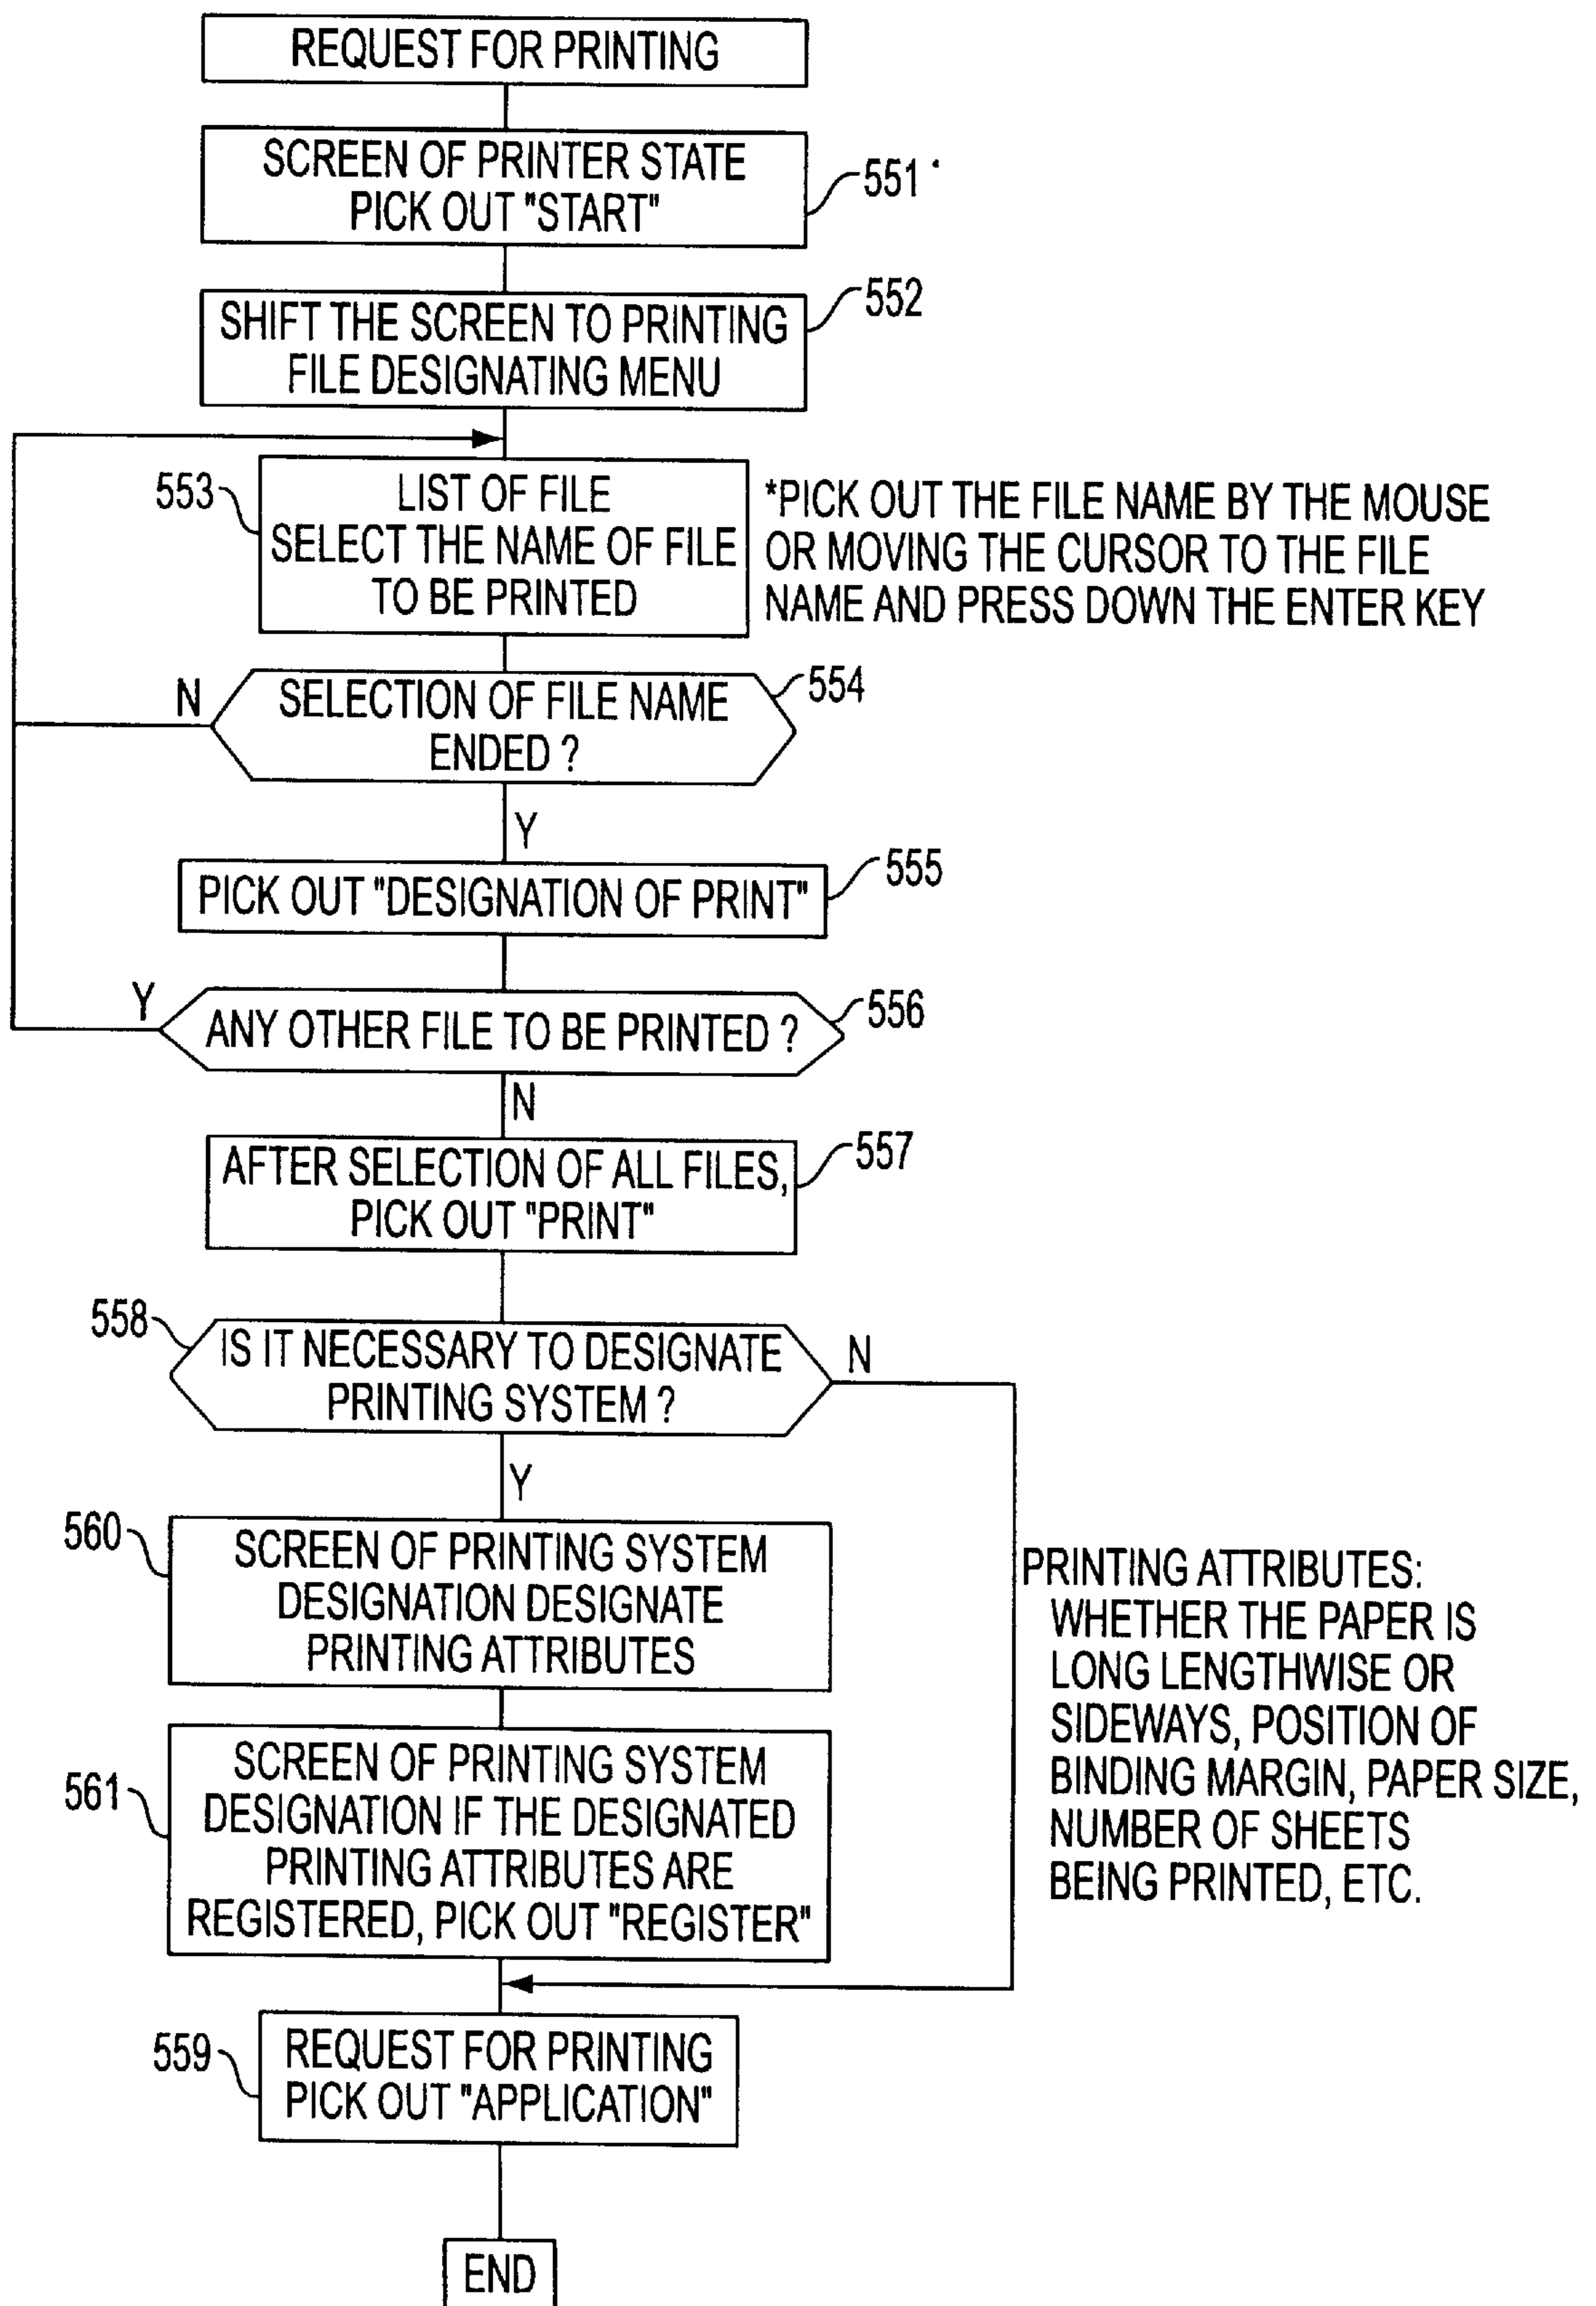 REQUEST FOR PRINTING
SCREEN OF PRINTER STATE
PICK OUT "START"
551
SHIFT THE SCREEN TO PRINTING
FILE DESIGNATING MENU
552
553
LIST OF FILE
SELECT THE NAME OF FILE
TO BE PRINTED
*PICK OUT THE FILE NAME BY THE MOUSE
OR MOVING THE CURSOR TO THE FILE
NAME AND PRESS DOWN THE ENTER KEY
N
SELECTION OF FILE NAME
ENDED ?
554
Y
PICK OUT "DESIGNATION OF PRINT"
555
Y
ANY OTHER FILE TO BE PRINTED ?
556
N
AFTER SELECTION OF ALL FILES,
PICK OUT "PRINT"
557
558
IS IT NECESSARY TO DESIGNATE
PRINTING SYSTEM ?
N
Y
560
SCREEN OF PRINTING SYSTEM
DESIGNATION DESIGNATE
PRINTING ATTRIBUTES
PRINTING ATTRIBUTES:
WHETHER THE PAPER IS
LONG LENGTHWISE OR
SIDEWAYS, POSITION OF
BINDING MARGIN, PAPER SIZE,
NUMBER OF SHEETS
BEING PRINTED, ETC.
561
SCREEN OF PRINTING SYSTEM
DESIGNATION IF THE DESIGNATED
PRINTING ATTRIBUTES ARE
REGISTERED, PICK OUT "REGISTER"
559
REQUEST FOR PRINTING
PICK OUT "APPLICATION"
END